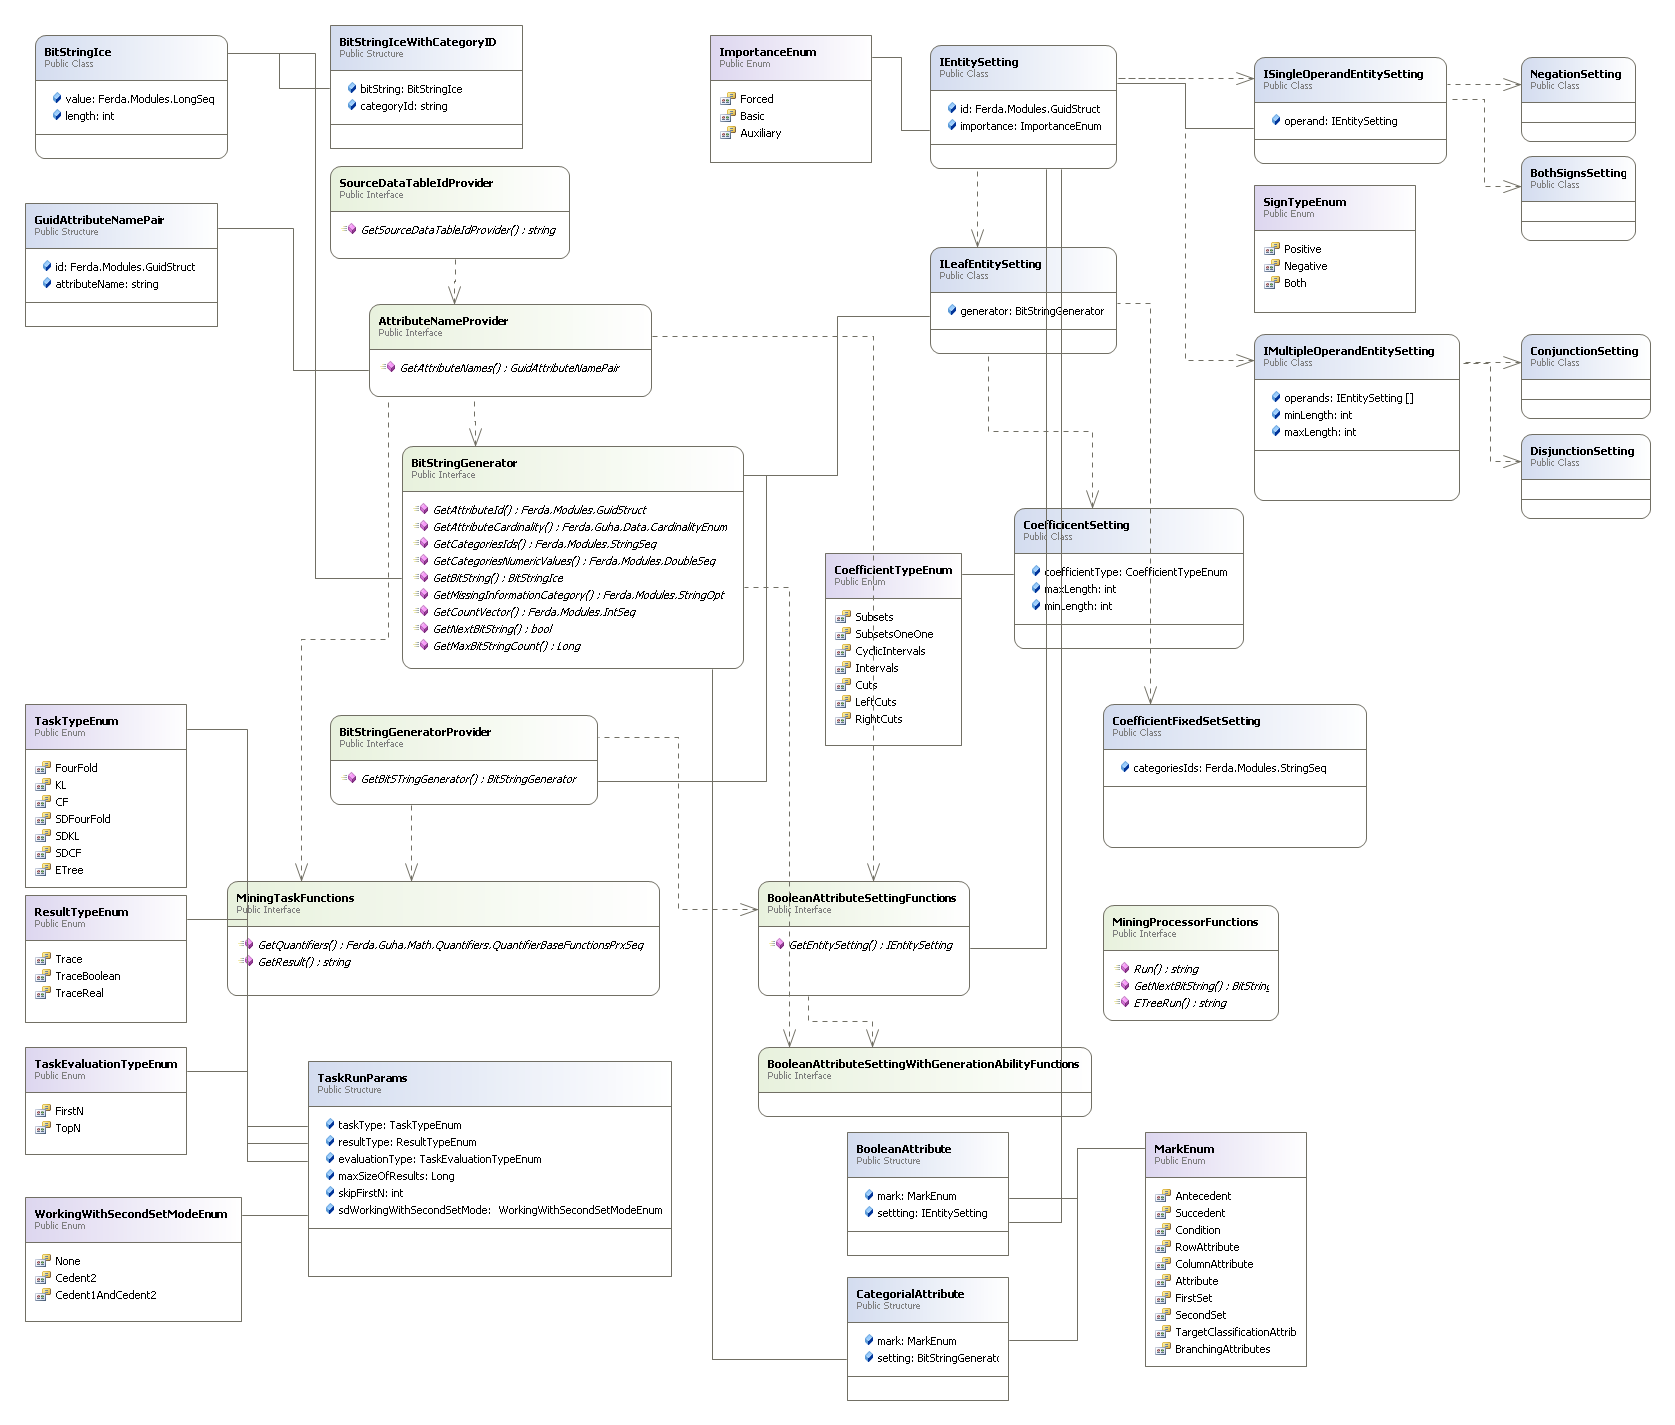 BitStringIce
Public Class
value: Ferda.Modules.LongSeq
length: int
BitStringIceWithCategoryID
Public Structure
bitString: BitStringIce
categoryId: string
ImportanceEnum
Public Enum
Forced
Basic
Auxiliary
IEntitySetting
Public Class
id: Ferda.Modules.GuidStruct
importance: ImportanceEnum
ISingleOperandEntitySetting
Public Class
operand: IEntitySetting
NegationSetting
Public Class
BothSignsSetting
Public Class
SourceDataTableIdProvider
Public Interface
GetSourceDataTableIdProvider() : string
GuidAttributeNamePair
Public Structure
id: Ferda.Modules.GuidStruct
attributeName: string
SignTypeEnum
Public Enum
Positive
Negative
Both
ILeafEntitySetting
Public Class
generator: BitStringGenerator
AttributeNameProvider
Public Interface
GetAttributeNames() : GuidAttributeNamePair
IMultipleOperandEntitySetting
Public Class
operands: IEntitySetting []
minLength: int
maxLength: int
ConjunctionSetting
Public Class
DisjunctionSetting
Public Class
BitStringGenerator
Public Interface
GetAttributeId() : Ferda.Modules.GuidStruct
GetAttributeCardinality() : Ferda.Guha.Data.CardinalityEnum
GetCategoriesIds() : Ferda.Modules.StringSeq
GetCategoriesNumericValues() : Ferda.Modules.DoubleSeq
GetBitString() : BitStringIce
GetMissingInformationCategory() : Ferda.Modules.StringOpt
GetCountVector() : Ferda.Modules.IntSeq
GetNextBitString() : bool
GetMaxBitStringCount() : Long
CoefficicentSetting
Public Class
coefficientType: CoefficientTypeEnum
maxLength: int
minLength: int
CoefficientTypeEnum
Public Enum
Subsets
SubsetsOneOne
CyclicIntervals
Intervals
Cuts
LeftCuts
RightCuts
CoefficientFixedSetSetting
Public Class
categoriesIds: Ferda.Modules.StringSeq
TaskTypeEnum
Public Enum
FourFold
KL
CF
SDFourFold
SDKL
SDCF
ETree
BitStringGeneratorProvider
Public Interface
GetBitSTringGenerator() : BitStringGenerator
MiningTaskFunctions
Public Interface
GetQuantifiers() : Ferda.Guha.Math.Quantifiers.QuantifierBaseFunctionsPrxSeq
GetResult() : string
BooleanAttributeSettingFunctions
Public Interface
GetEntitySetting() : IEntitySetting
MiningProcessorFunctions
Public Interface
Run() : string
GetNextBitString() : BitString
ETreeRun() : string
ResultTypeEnum
Public Enum
Trace
TraceBoolean
TraceReal
TaskEvaluationTypeEnum
Public Enum
FirstN
TopN
BooleanAttributeSettingWithGenerationAbilityFunctions
Public Interface
TaskRunParams
Public Structure
taskType: TaskTypeEnum
resultType: ResultTypeEnum
evaluationType: TaskEvaluationTypeEnum
maxSizeOfResults: Long
skipFirstN: int
sdWorkingWithSecondSetMode: WorkingWithSecondSetModeEnum
WorkingWithSecondSetModeEnum
Public Enum
None
Cedent2
Cedent1AndCedent2
BooleanAttribute
Public Structure
mark: MarkEnum
settting: IEntitySetting
MarkEnum
Public Enum
Antecedent
Succedent
Condition
RowAttribute
ColumnAttribute
Attribute
FirstSet
SecondSet
TargetClassificationAttrib
BranchingAttributes
CategorialAttribute
Public Structure
mark: MarkEnum
setting: BitStringGenerato